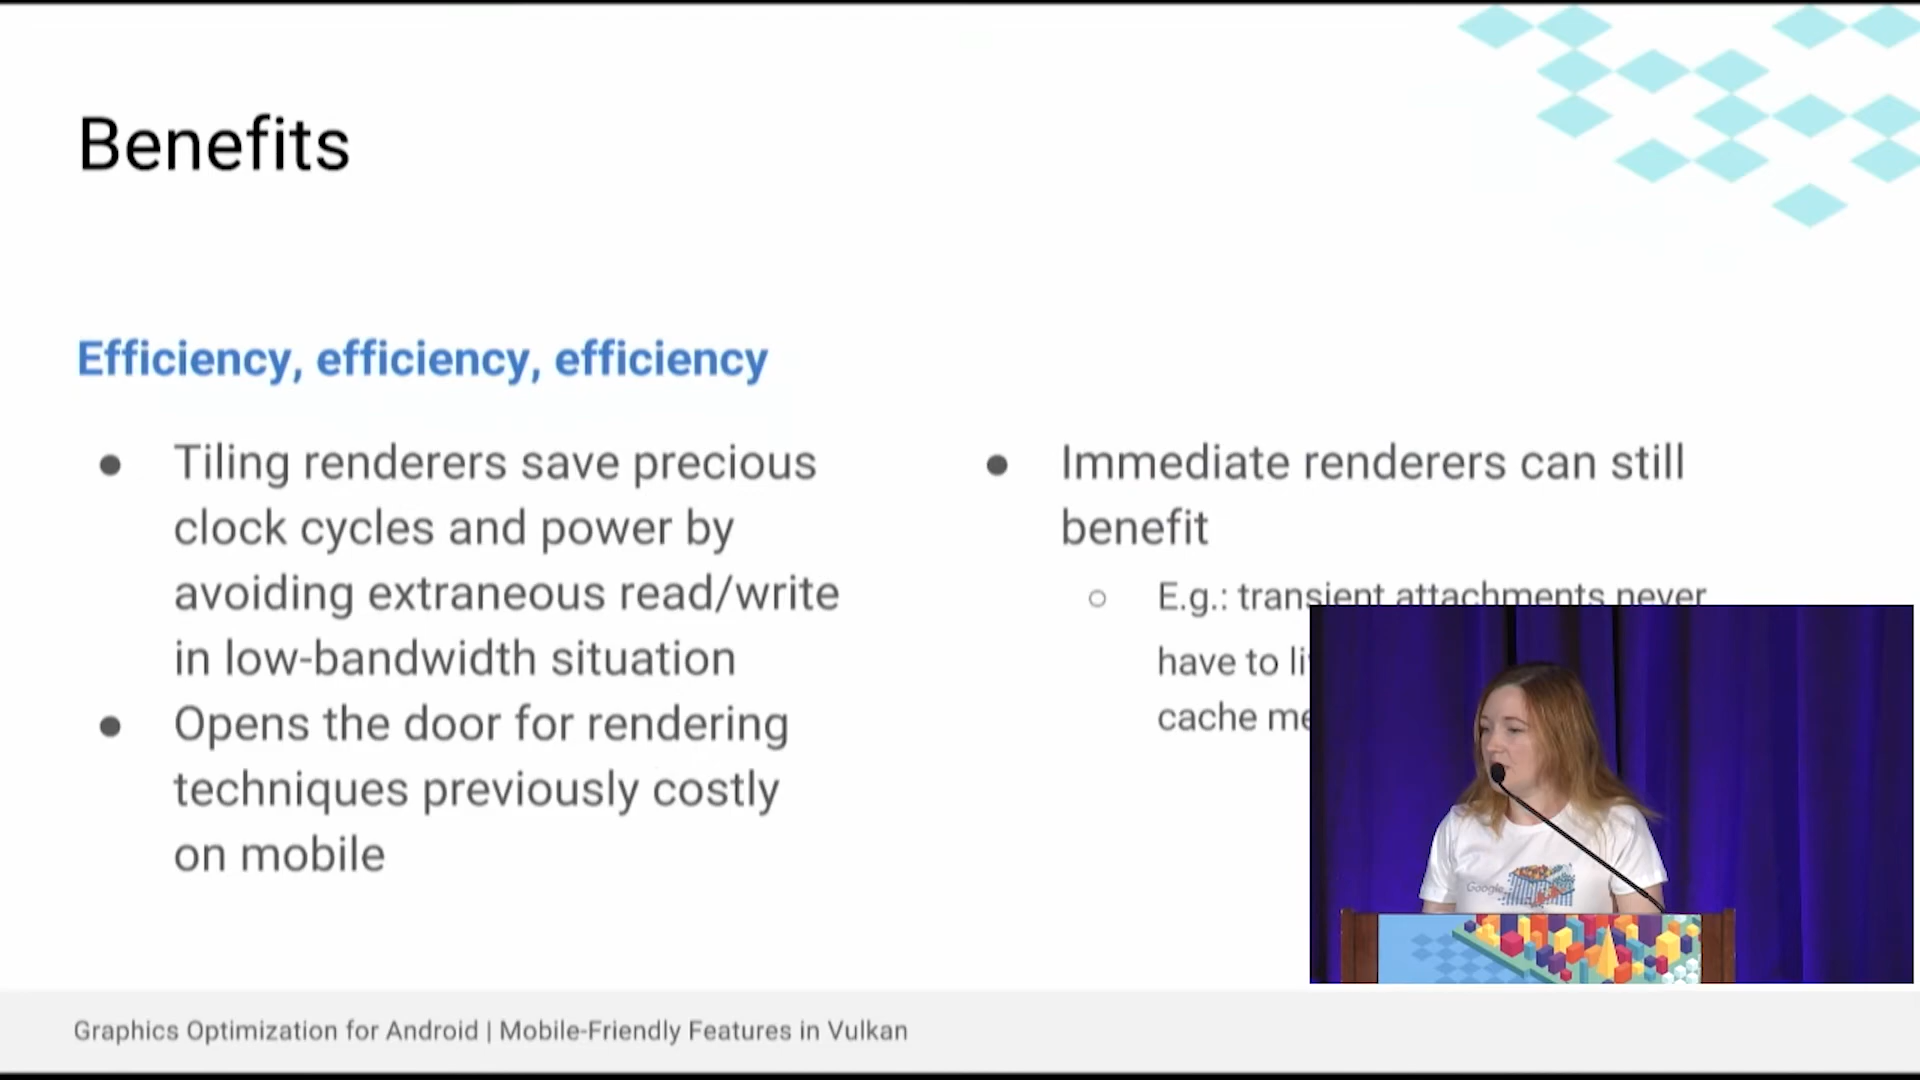 Benefits
Efficiency, efficiency, efficiency
● Tiling renderers save precious
clock cycles and power by
avoiding extraneous read/write
in low-bandwidth situation
● Opens the door for rendering
techniques previously costly
on mobile
● Immediate renderers can still
benefit
○ E.g.: transient attachments never
have to
cache
Google
Graphics Optimization for Android | Mobile-Friendly Features in Vulkan